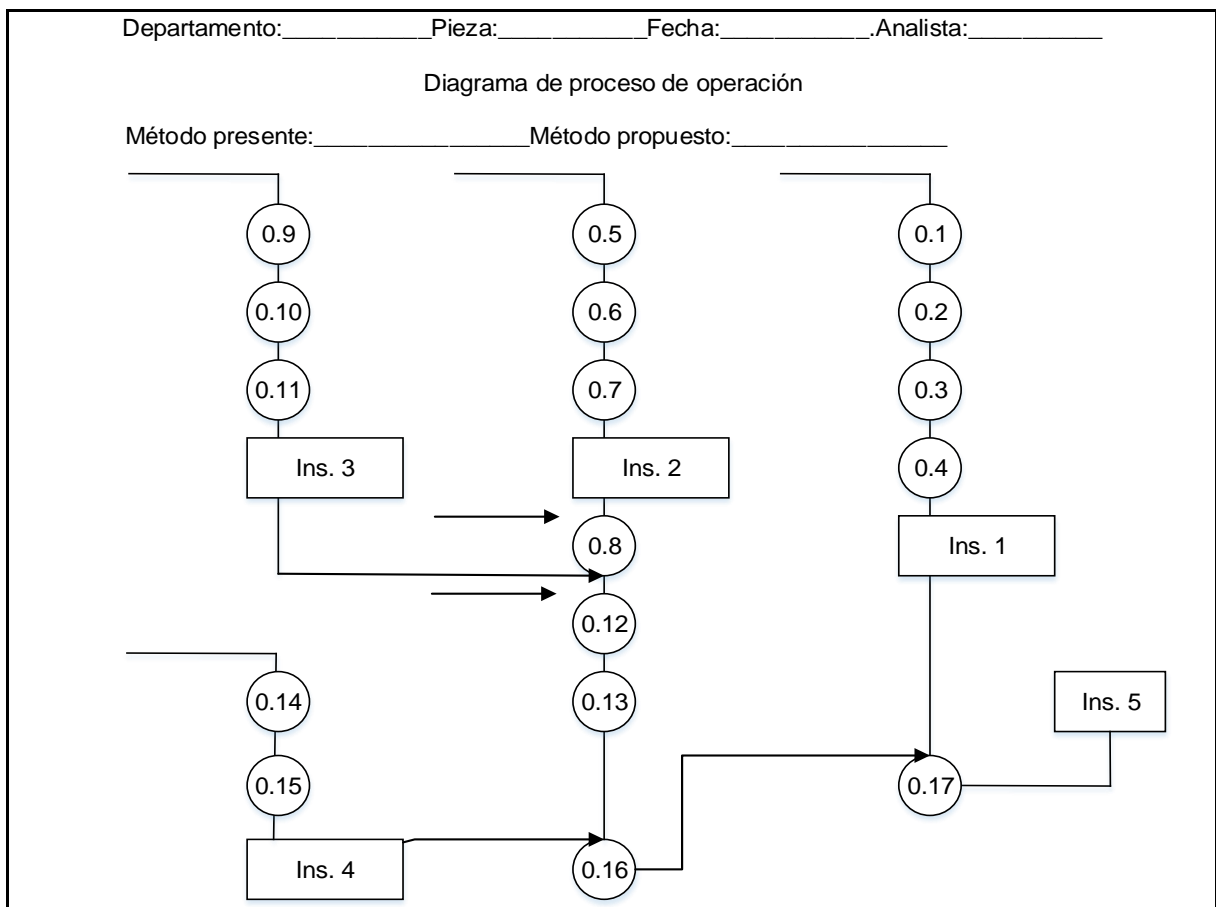 Departamento:___________Pieza:___________Fecha:___________.Analista:__________
Diagrama de proceso de operación
Método presente:________________Método propuesto:________________
0.9 0.5 0.1
0.10 0.6 0.2
0.11 0.7 0.3
Ins. 3 Ins. 2 0.4
0.8 Ins. 1
0.12
0.14 0.13 Ins. 5
0.15 0.17
Ins. 4 0.16